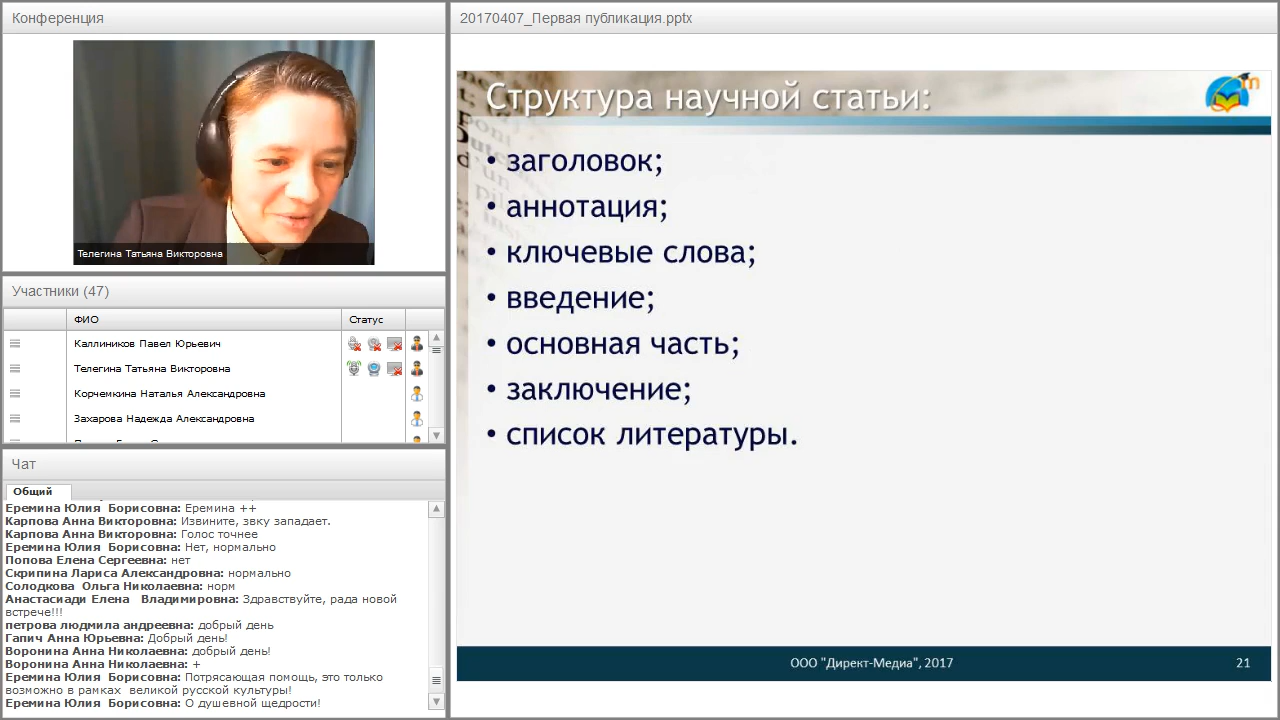 Конференция
Телегина Татьяна Викторовна
Участники (47)
ФИО Статус
Каллиников Павел Юрьевич
Телегина Татьяна Викторовна
Корчемкина Наталья Александровна
Захарова Надежда Александровна
Чат
Общий
Еремина Юлия Борисовна: Еремина ++
Карпова Анна Викторовна: Извините, звку западает.
Карпова Анна Викторовна: Голос точнее
Еремина Юлия Борисовна: Нет, нормально
Попова Елена Сергеевна: нет
Скрипина Лариса Александровна: нормально
Солодкова Ольга Николаевна: норм
Анастасиади Елена Владимировна: Здравствуйте, рада новой
встрече!!!
петрова людмила андреевна: добрый день
Гапич Анна Юрьевна: Добрый день!
Воронина Анна Николаевна: добрый день!
Воронина Анна Николаевна: +
Еремина Юлия Борисовна: Потрясающая помощь, это только
возможно в рамках великой русской культуры!
Еремина Юлия Борисовна: О душевной щедрости!
20170407_Первая публикация.pptx
Структура научной статьи:
• заголовок;
• аннотация;
• ключевые слова;
• введение;
• основная часть;
• заключение;
• список литературы.
ООО "Директ-Медиа", 2017
21